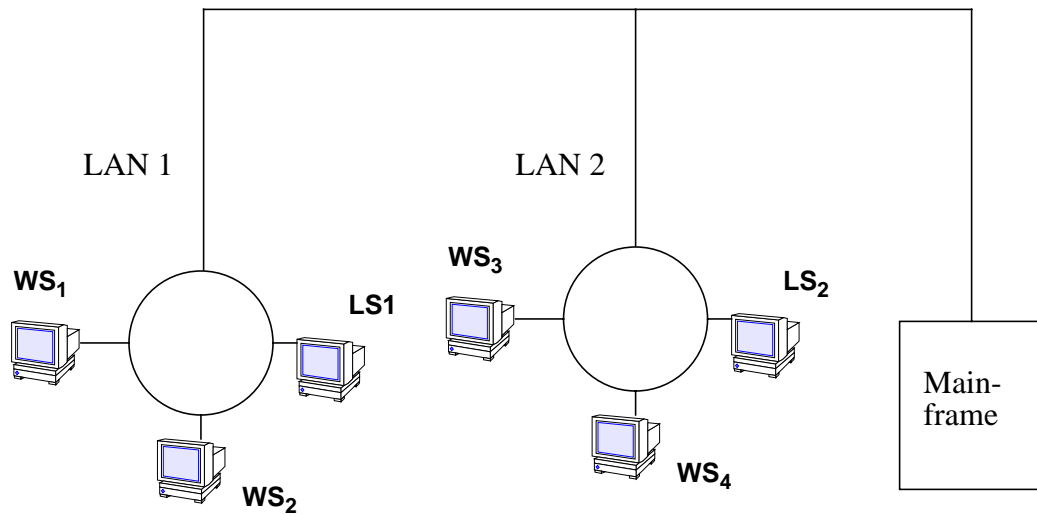 LAN 1
LAN 2
WS₁
LS1
WS₂
WS₃
LS₂
WS₄
Main-
frame